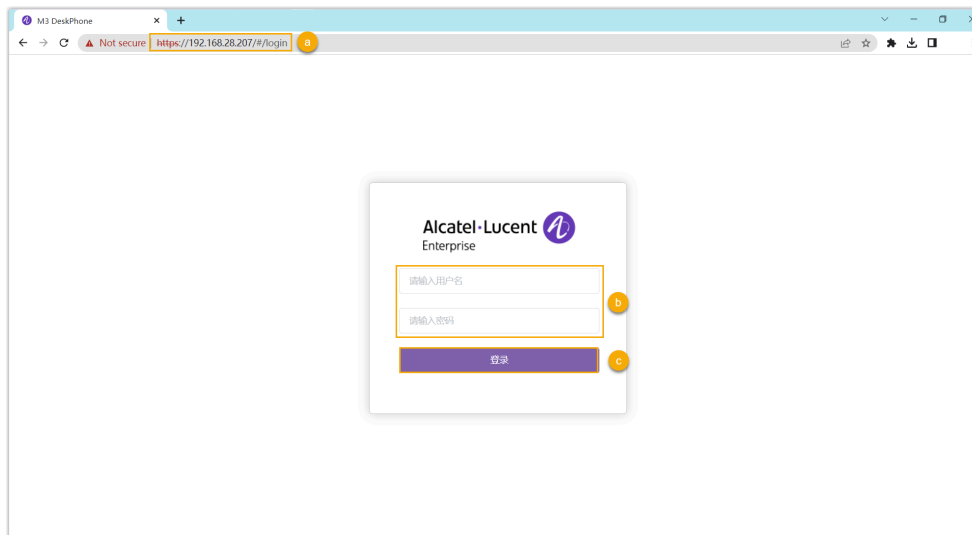 M3 DeskPhone
Not secure https://192.168.28.207/#/login a
Alcatel·Lucent
Enterprise
请输入用户名
b
请输入密码
登录 c